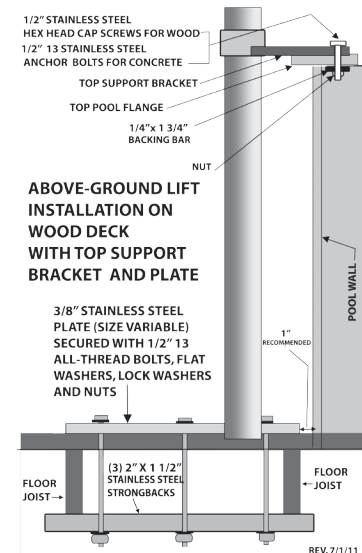 1/2" STAINLESS STEEL
HEX HEAD CAP SCREWS FOR WOOD
1/2" 13 STAINLESS STEEL
ANCHOR BOLTS FOR CONCRETE
TOP SUPPORT BRACKET
TOP POOL FLANGE
1/4"x 1 3/4"
BACKING BAR
NUT
ABOVE-GROUND LIFT
INSTALLATION ON
WOOD DECK
WITH TOP SUPPORT
BRACKET AND PLATE
POOL WALL
3/8" STAINLESS STEEL
PLATE (SIZE VARIABLE)
SECURED WITH 1/2" 13
ALL-THREAD BOLTS, FLAT
WASHERS, LOCK WASHERS
AND NUTS
1"
RECOMMENDED
FLOOR
JOIST
(3) 2" X 1 1/2"
STAINLESS STEEL
STRONGBACKS
FLOOR
JOIST
REV. 7/1/11